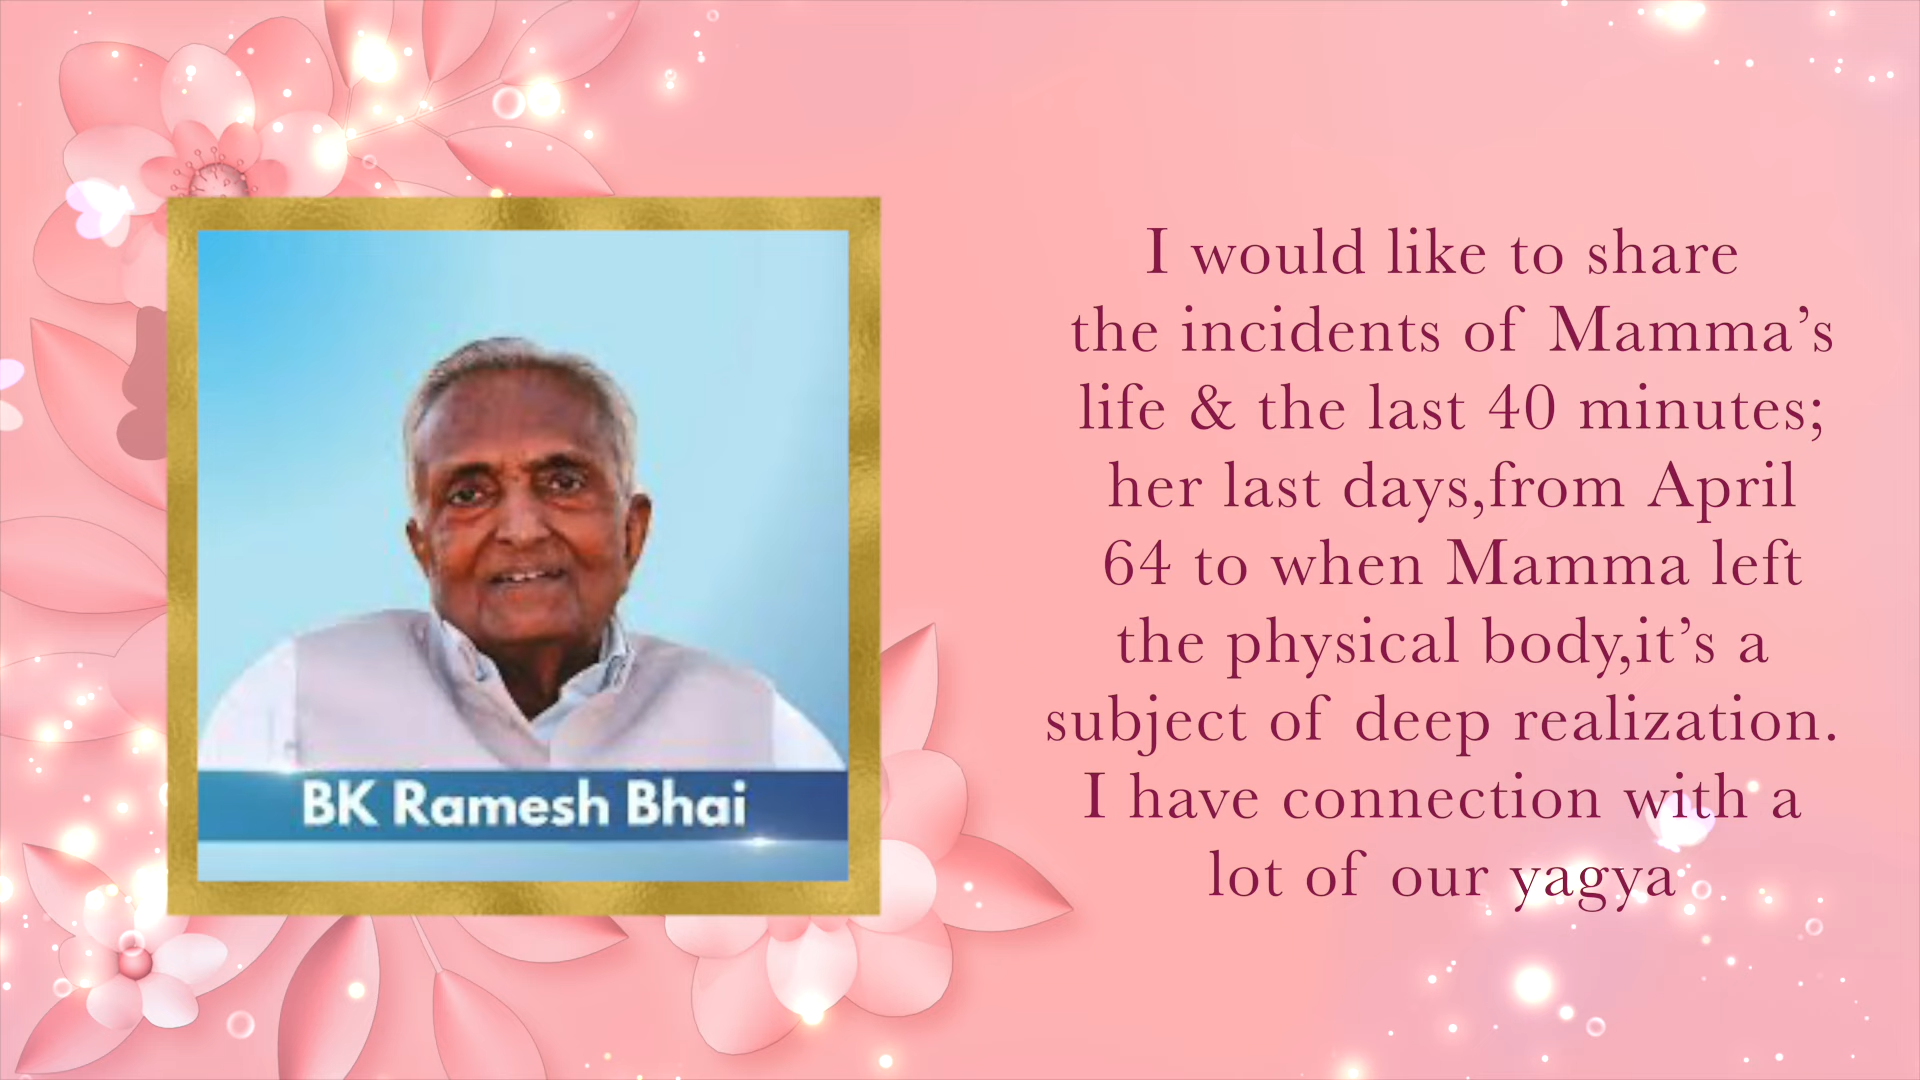 BK Ramesh Bhai
I would like to share
the incidents of Mamma’s
life & the last 40 minutes;
her last days,from April
64 to when Mamma left
the physical body,it’s a
subject of deep realization.
I have connection with a
lot of our yagya